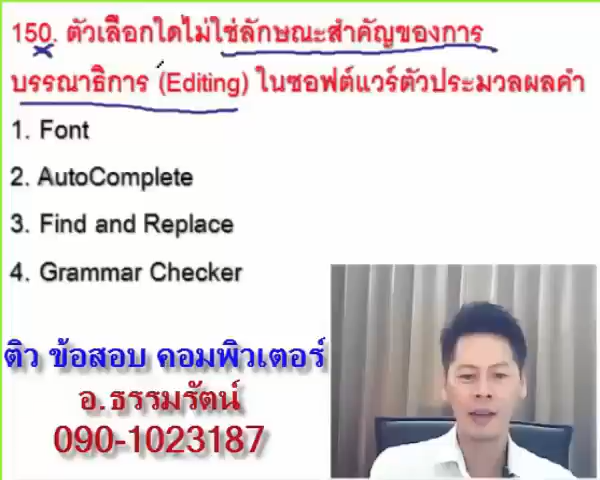 150. ตัวเลือกใดไม่ใช่ลักษณะสำคัญของการ
บรรณาธิการ (Editing) ในซอฟต์แวร์ตัวประมวลผลคำ
1. Font
2. AutoComplete
3. Find and Replace
4. Grammar Checker
ติว ข้อสอบ คอมพิวเตอร์
อ.ธรรมรัตน์
090-1023187